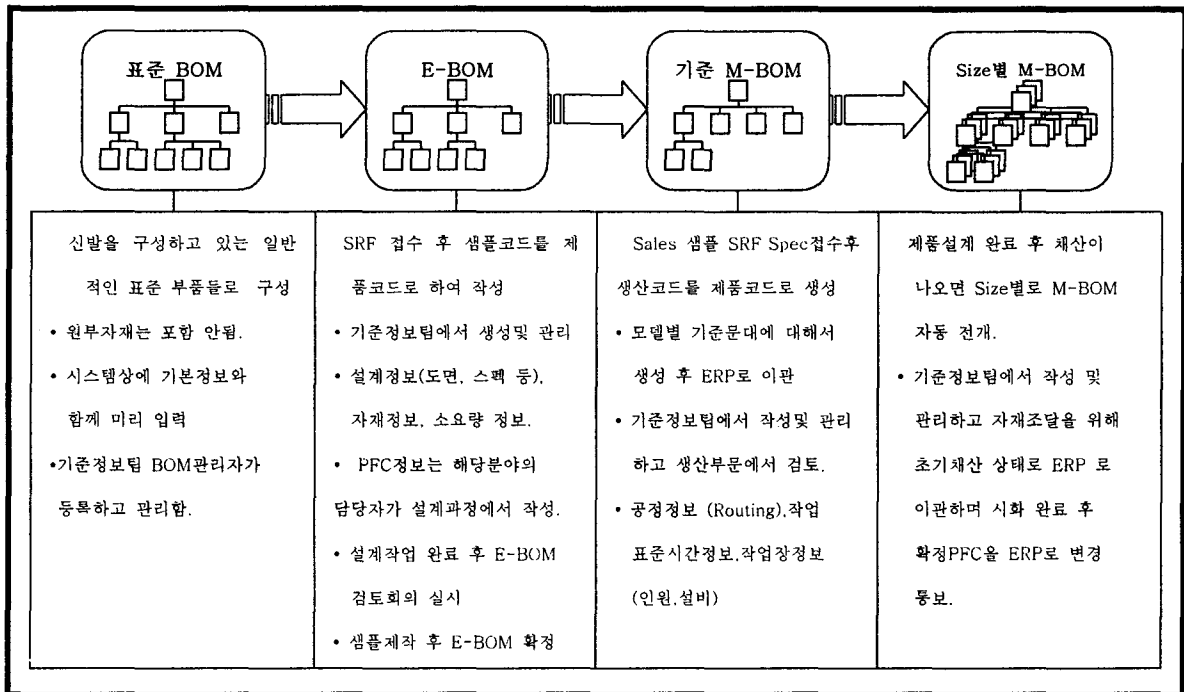 표준 BOM
E-BOM
기준 M-BOM
Size별 M-BOM
신발을 구성하고 있는 일반
적인 표준 부품들로 구성
• 원부자재는 포함 안됨.
• 시스템상에 기본정보와
함께 미리 입력
•기준정보팀 BOM관리자가
등록하고 관리함.
SRF 접수 후 샘플코드를 제
품코드로 하여 작성
• 기준정보팀에서 생성및 관리
• 설계정보(도면, 스펙 등),
자재정보, 소요량 정보.
• PFC정보는 해당분야의
담당자가 설계과정에서 작성.
• 설계작업 완료 후 E-BOM
검토회의 실시
• 샘플제작 후 E-BOM 확정
Sales 샘플 SRF Spec접수후
생산코드를 제품코드로 생성
• 모델별 기준문대에 대해서
생성 후 ERP로 이관
• 기준정보팀에서 작성및 관리
하고 생산부문에서 검토.
• 공정정보 (Routing),작업
표준시간정보,작업장정보
(인원,설비)
제품설계 완료 후 채산이
나오면 Size별로 M-BOM
자동 전개.
• 기준정보팀에서 작성 및
관리하고 자재조달을 위해
초기채산 상태로 ERP 로
이관하며 시화 완료 후
확정PFC을 ERP로 변경
통보.